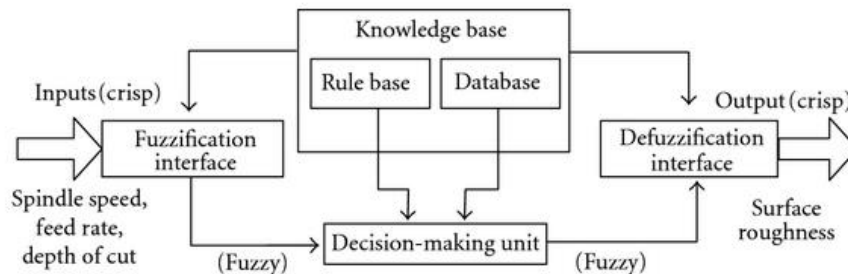 Knowledge base
Rule base
Database
Inputs (crisp)
Output (crisp)
Fuzzification
interface
Defuzzification
interface
Spindle speed,
feed rate,
depth of cut
Surface
roughness
(Fuzzy)
Decision-making unit
(Fuzzy)